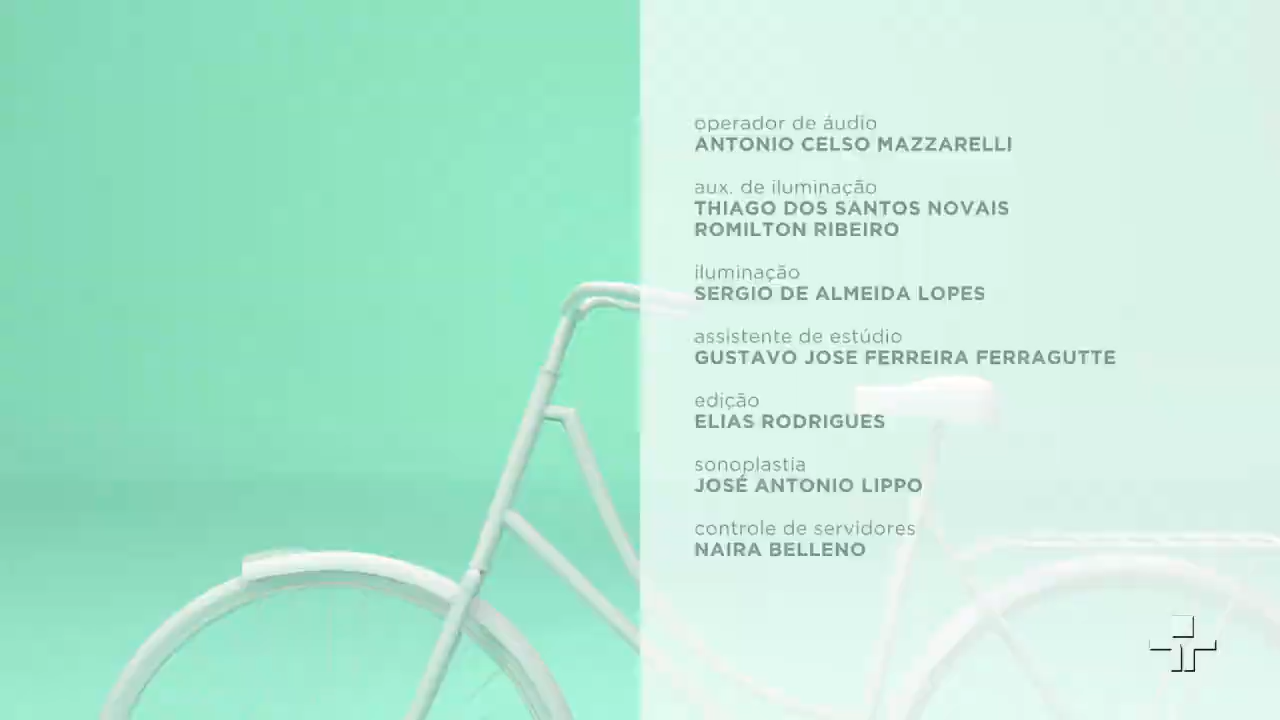 operador de áudio
ANTONIO CELSO MAZZARELLI
aux. de iluminação
THIAGO DOS SANTOS NOVAIS
ROMILTON RIBEIRO
iluminação
SERGIO DE ALMEIDA LOPES
assistente de estúdio
GUSTAVO JOSE FERREIRA FERRAGUTTE
edição
ELIAS RODRIGUES
sonoplastia
JOSÉ ANTONIO LIPPO
controle de servidores
NAIRA BELLENO